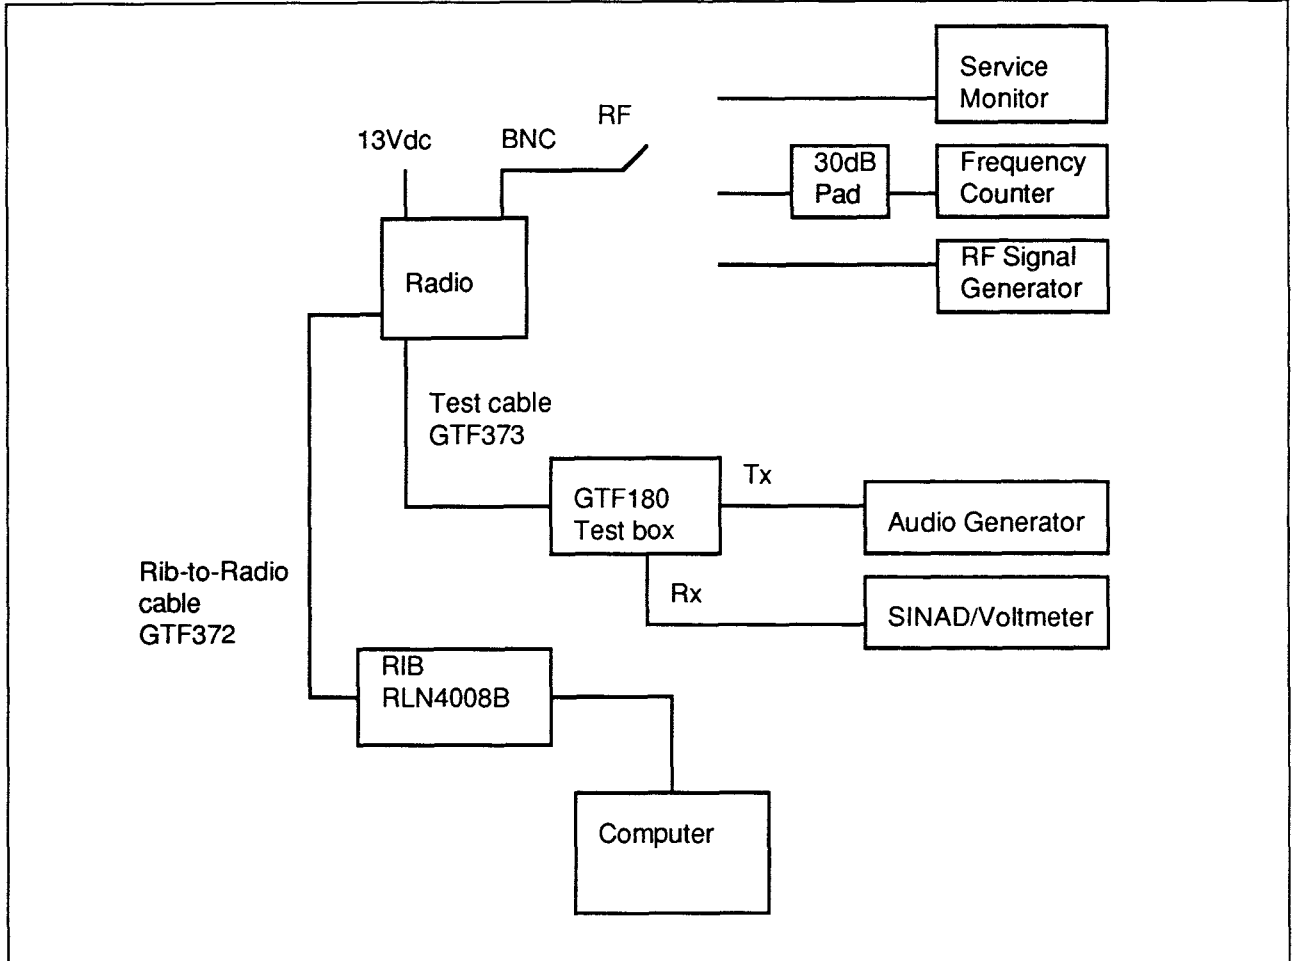 Service
Monitor
RF
13Vdc
BNC
30dB
Pad
Frequency
Counter
RF Signal
Generator
Radio
Test cable
GTF373
GTF180
Test box
Tx
Audio Generator
Rib-to-Radio
cable
GTF372
Rx
SINAD/Voltmeter
RIB
RLN4008B
Computer